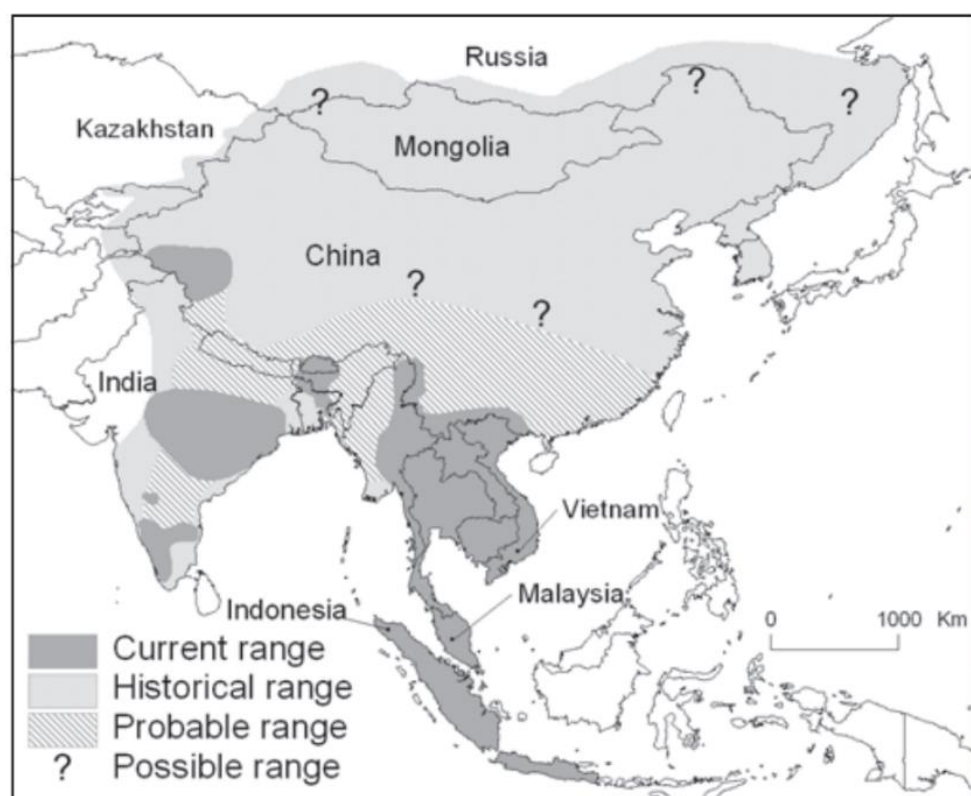 Russia
?
?
?
Kazakhstan
Mongolia
China
?
?
India
Vietnam
Malaysia
Indonesia
0 1000 Km
Current range
Historical range
Probable range
? Possible range